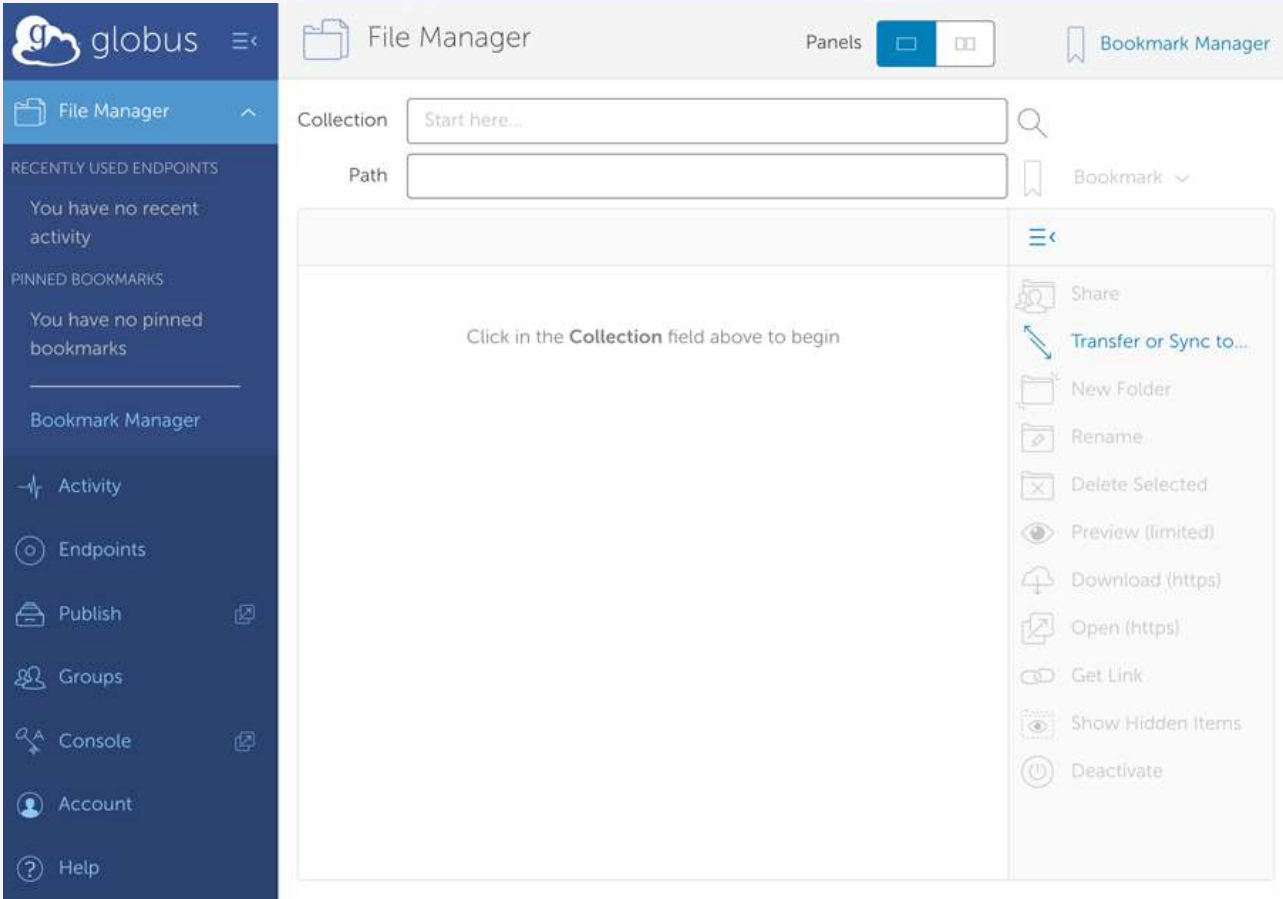 globus
File Manager
Panels
Bookmark Manager
File Manager
Collection
Start here...
RECENTLY USED ENDPOINTS
Path
Bookmark
You have no recent
activity
PINNED BOOKMARKS
You have no pinned
bookmarks
Bookmark Manager
Activity
Endpoints
Publish
Groups
Console
Account
Help
Click in the Collection field above to begin
Share
Transfer or Sync to...
New Folder
Rename
Delete Selected
Preview (limited)
Download (https)
Open (https)
Get Link
Show Hidden Items
Deactivate